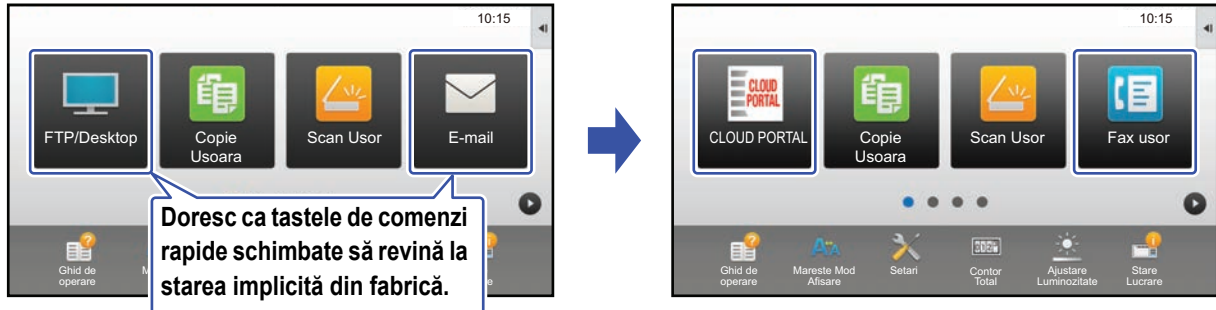 10:15
FTP/Desktop
Copie
Usoara
Scan Usor
E-mail
Doresc ca tastele de comenzi
rapide schimbate să revină la
starea implicită din fabrică.
Ghid de
operare
M
e
10:15
CLOUD
PORTAL
CLOUD PORTAL
Copie
Usoara
Scan Usor
Fax usor
Ghid de
operare
Mareste Mod
Afisare
Setari
Contor
Total
Ajustare
Luminozitate
Stare
Lucrare